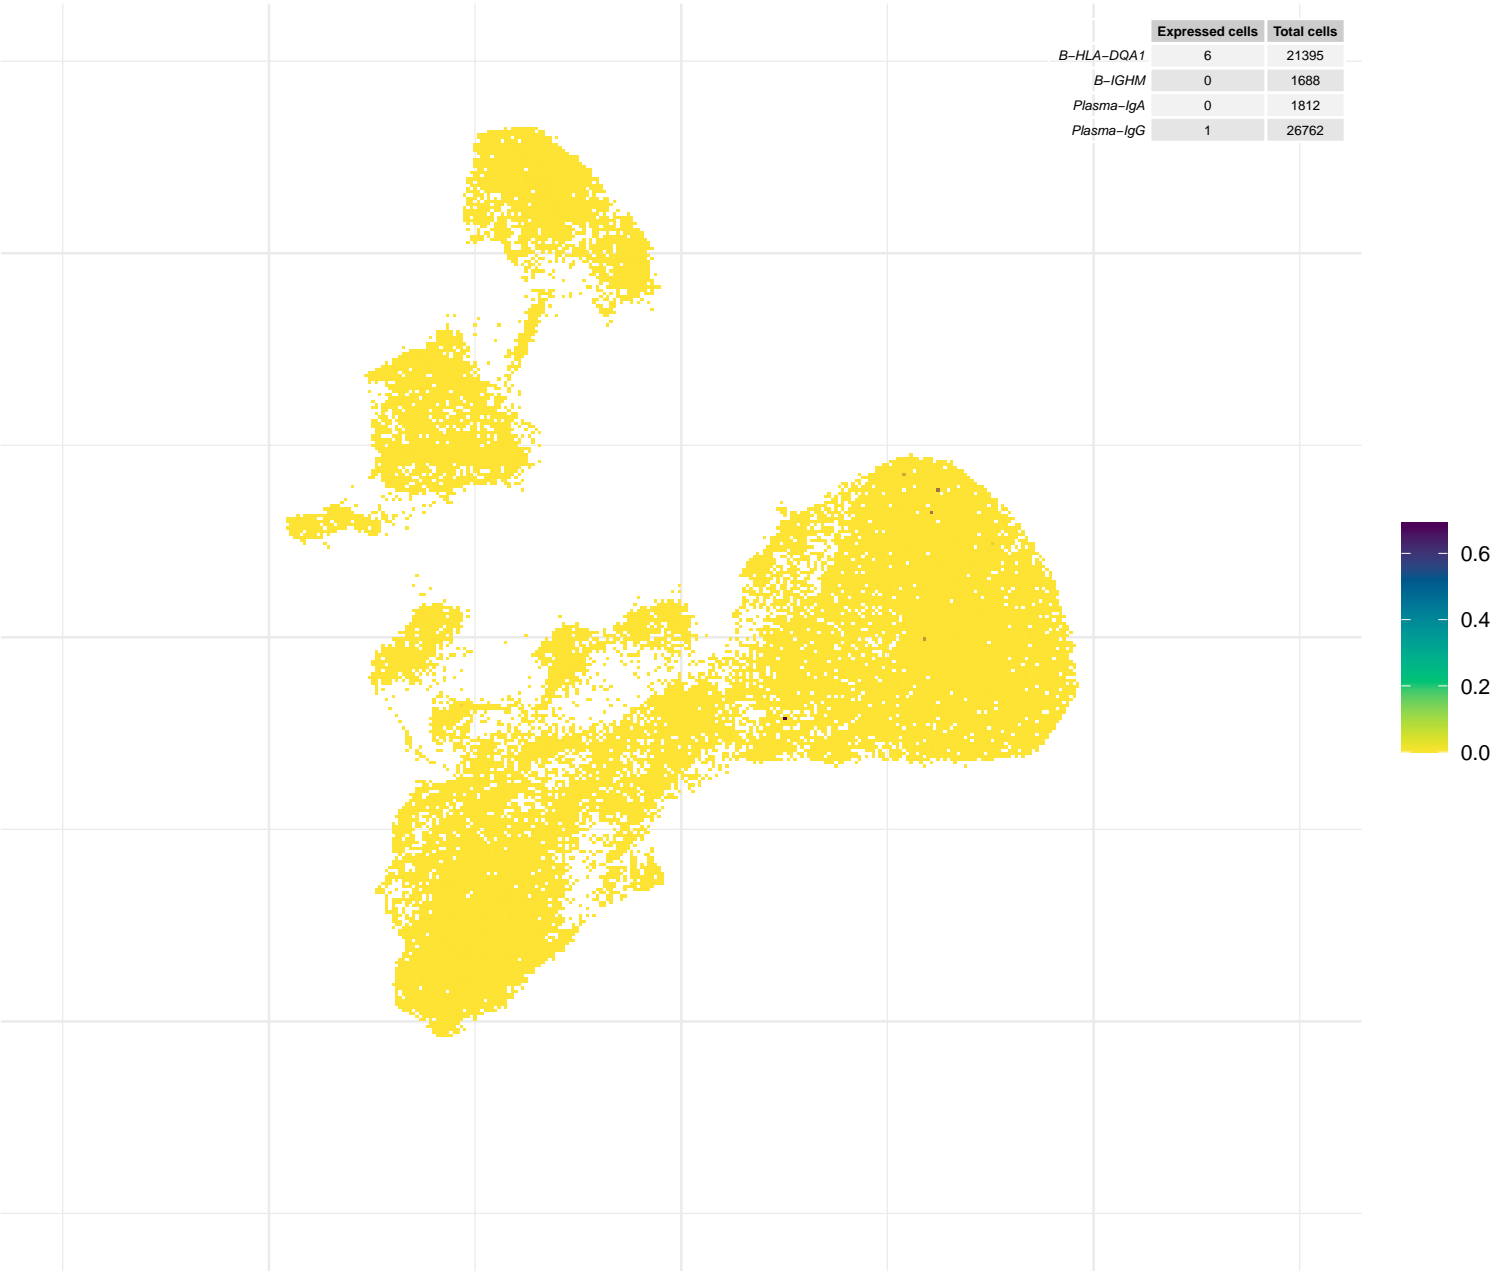 Expressed cells Total cells
B−HLA−DQA1 6 21395
B−IGHM 0 1688
Plasma−IgA 0 1812
Plasma−IgG 1 26762
0.6
0.4
0.2
0.0